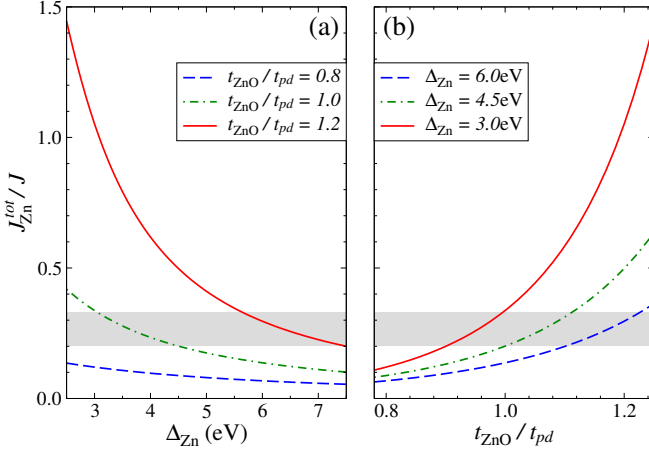 (a)
(b)
t_ZnO / t_pd = 0.8
t_ZnO / t_pd = 1.0
t_ZnO / t_pd = 1.2
Δ_Zn = 6.0eV
Δ_Zn = 4.5eV
Δ_Zn = 3.0eV
J_Zn^tot / J
1.5
1.0
0.5
0.0
3 4 5 6 7
0.8 1.0 1.2
Δ_Zn (eV)
t_ZnO / t_pd